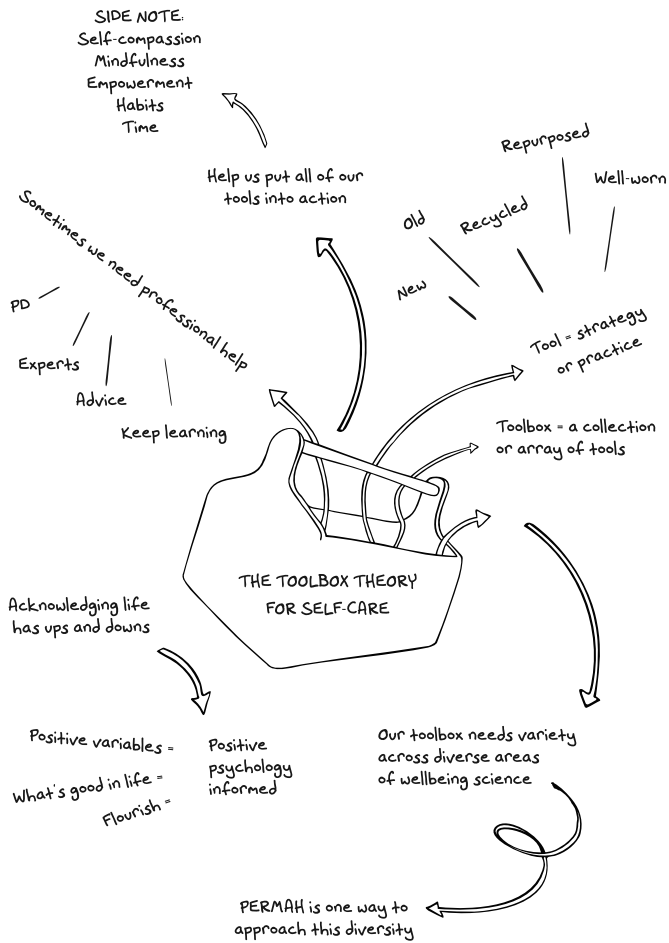 SIDE NOTE:
Self-compassion
Mindfulness
Empowerment
Habits
Time
Help us put all of our
tools into action
Repurposed
Well-worn
Recycled
Old
New
Tool = strategy
or practice
Sometimes we need professional help
PD
Experts
Advice
Keep learning
Toolbox = a collection
or array of tools
THE TOOLBOX THEORY
FOR SELF-CARE
Acknowledging life
has ups and downs
Positive variables =
What's good in life =
Flourish =
Positive
psychology
informed
Our toolbox needs variety
across diverse areas
of wellbeing science
PERMAH is one way to
approach this diversity